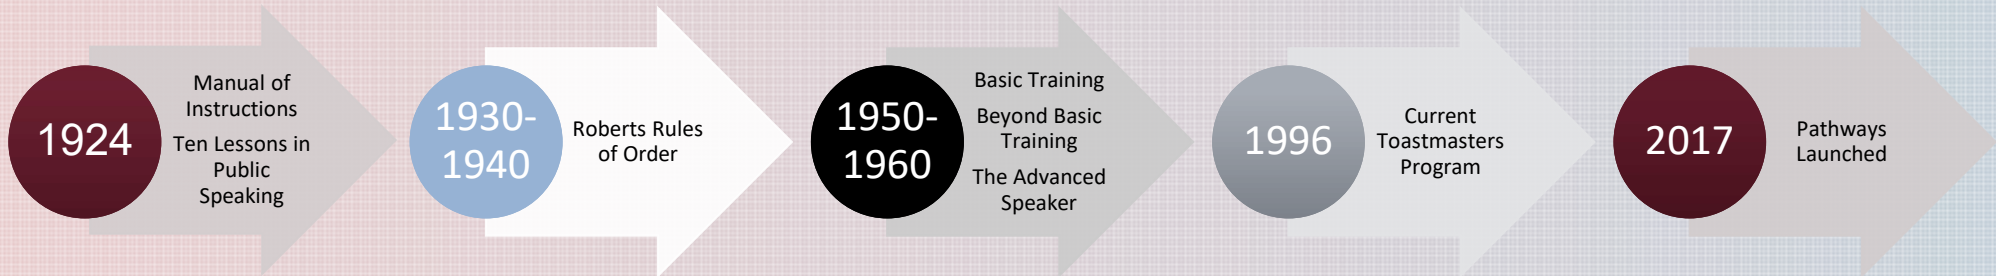 1924
Manual of
Instructions
Ten Lessons in
Public
Speaking
1930-
1940
Roberts Rules
of Order
1950-
1960
Basic Training
Beyond Basic
Training
The Advanced
Speaker
1996
Current
Toastmasters
Program
2017
Pathways
Launched